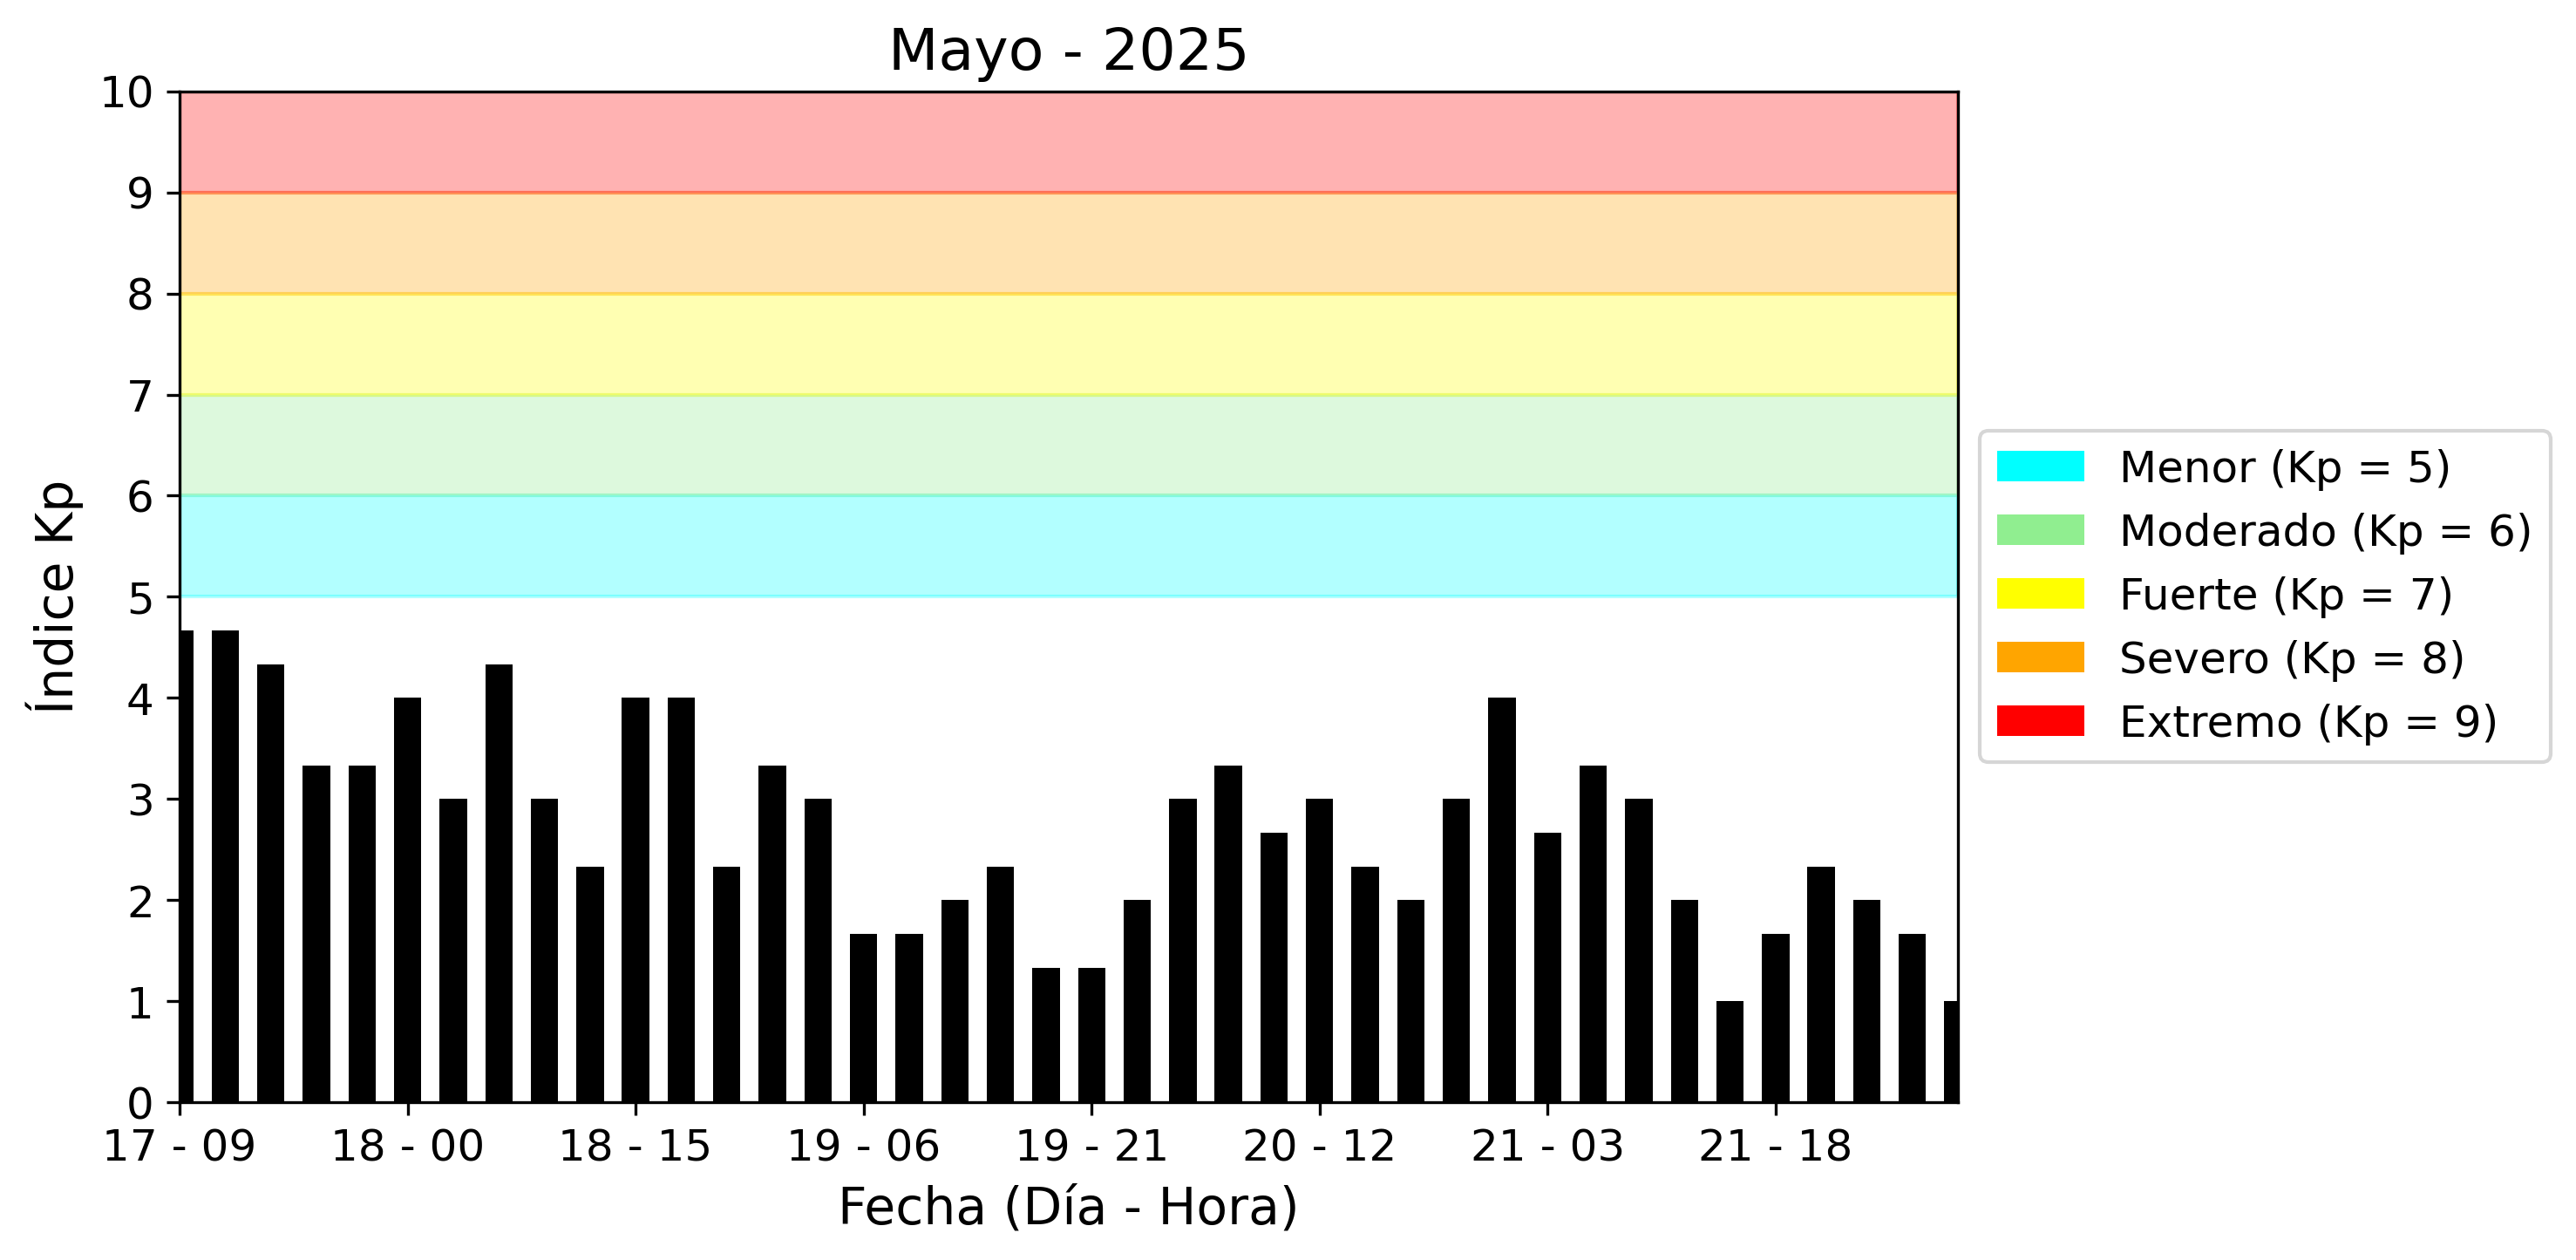 Mayo - 2025
10
9
8
7
6
5
4
3
2
1
0
Índice Kp
17 - 09
18 - 00
18 - 15
19 - 06
19 - 21
20 - 12
21 - 03
21 - 18
Fecha (Día - Hora)
Menor (Kp = 5)
Moderado (Kp = 6)
Fuerte (Kp = 7)
Severo (Kp = 8)
Extremo (Kp = 9)